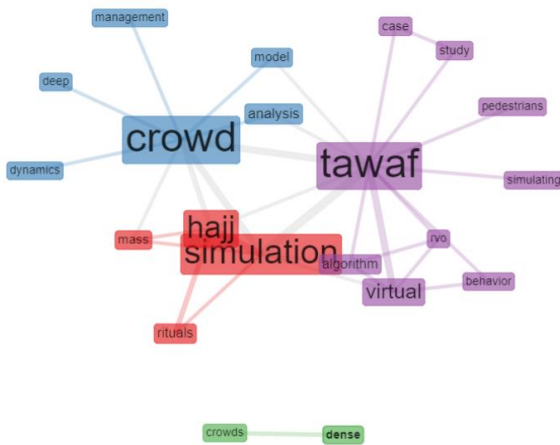 management
case
study
model
deep
pedestrians
analysis
crowd
tawaf
dynamics
simulating
hajj
mass
rvo
simulation
algorithm
virtual
behavior
rituals
crowds
dense